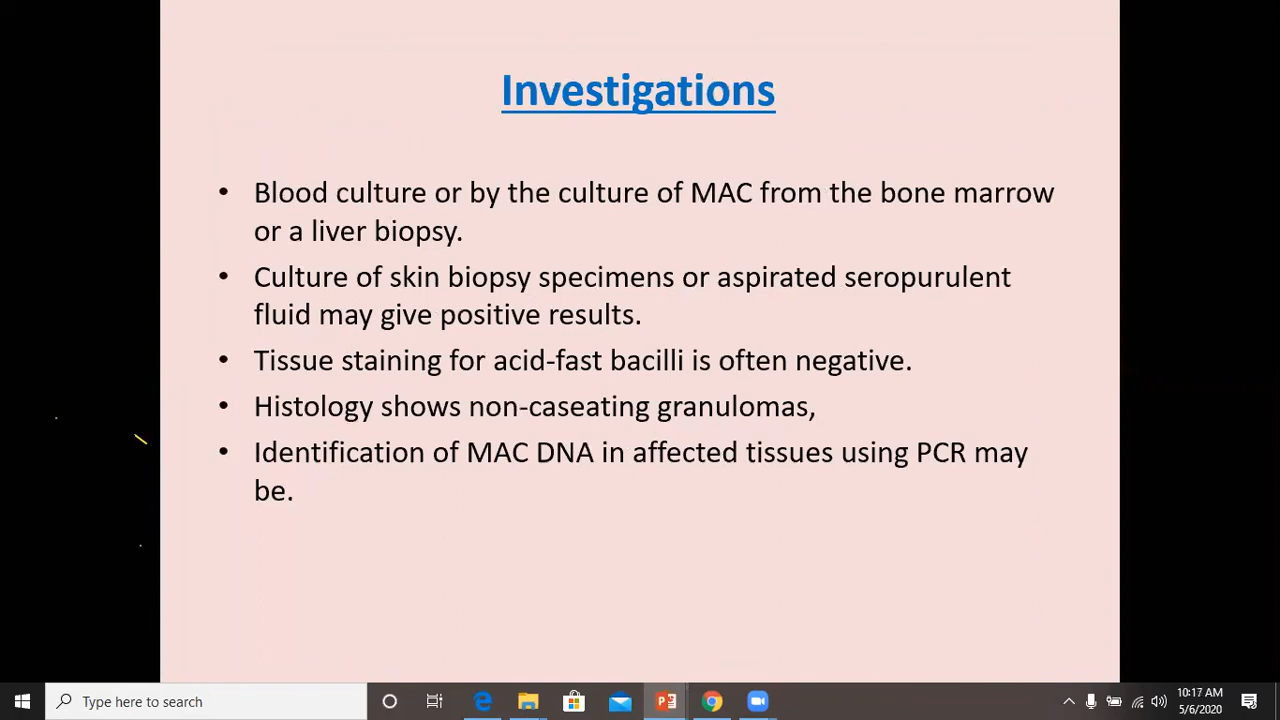 Investigations
• Blood culture or by the culture of MAC from the bone marrow
or a liver biopsy.
• Culture of skin biopsy specimens or aspirated seropurulent
fluid may give positive results.
• Tissue staining for acid-fast bacilli is often negative.
• Histology shows non-caseating granulomas,
• Identification of MAC DNA in affected tissues using PCR may
be.
Type here to search
10:17 AM
5/6/2020